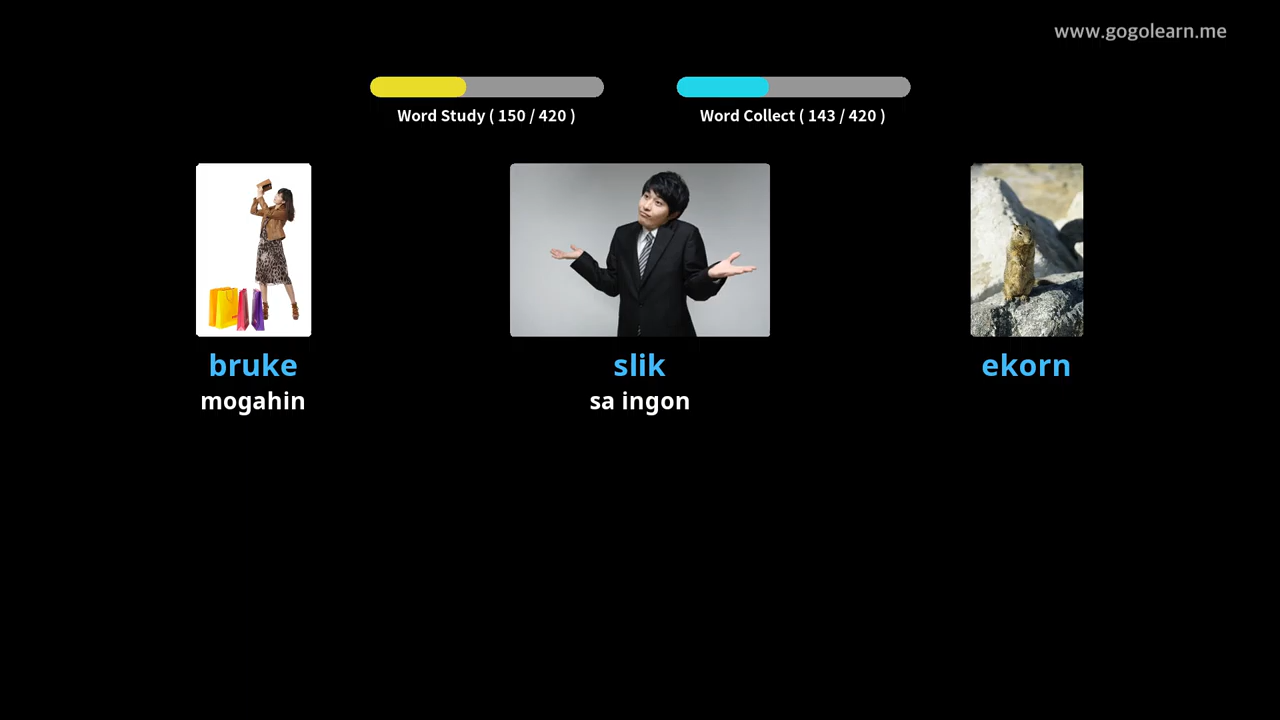 www.gogolearn.me
Word Study ( 150 / 420 )
Word Collect ( 143 / 420 )
bruke
mogahin
slik
sa ingon
ekorn